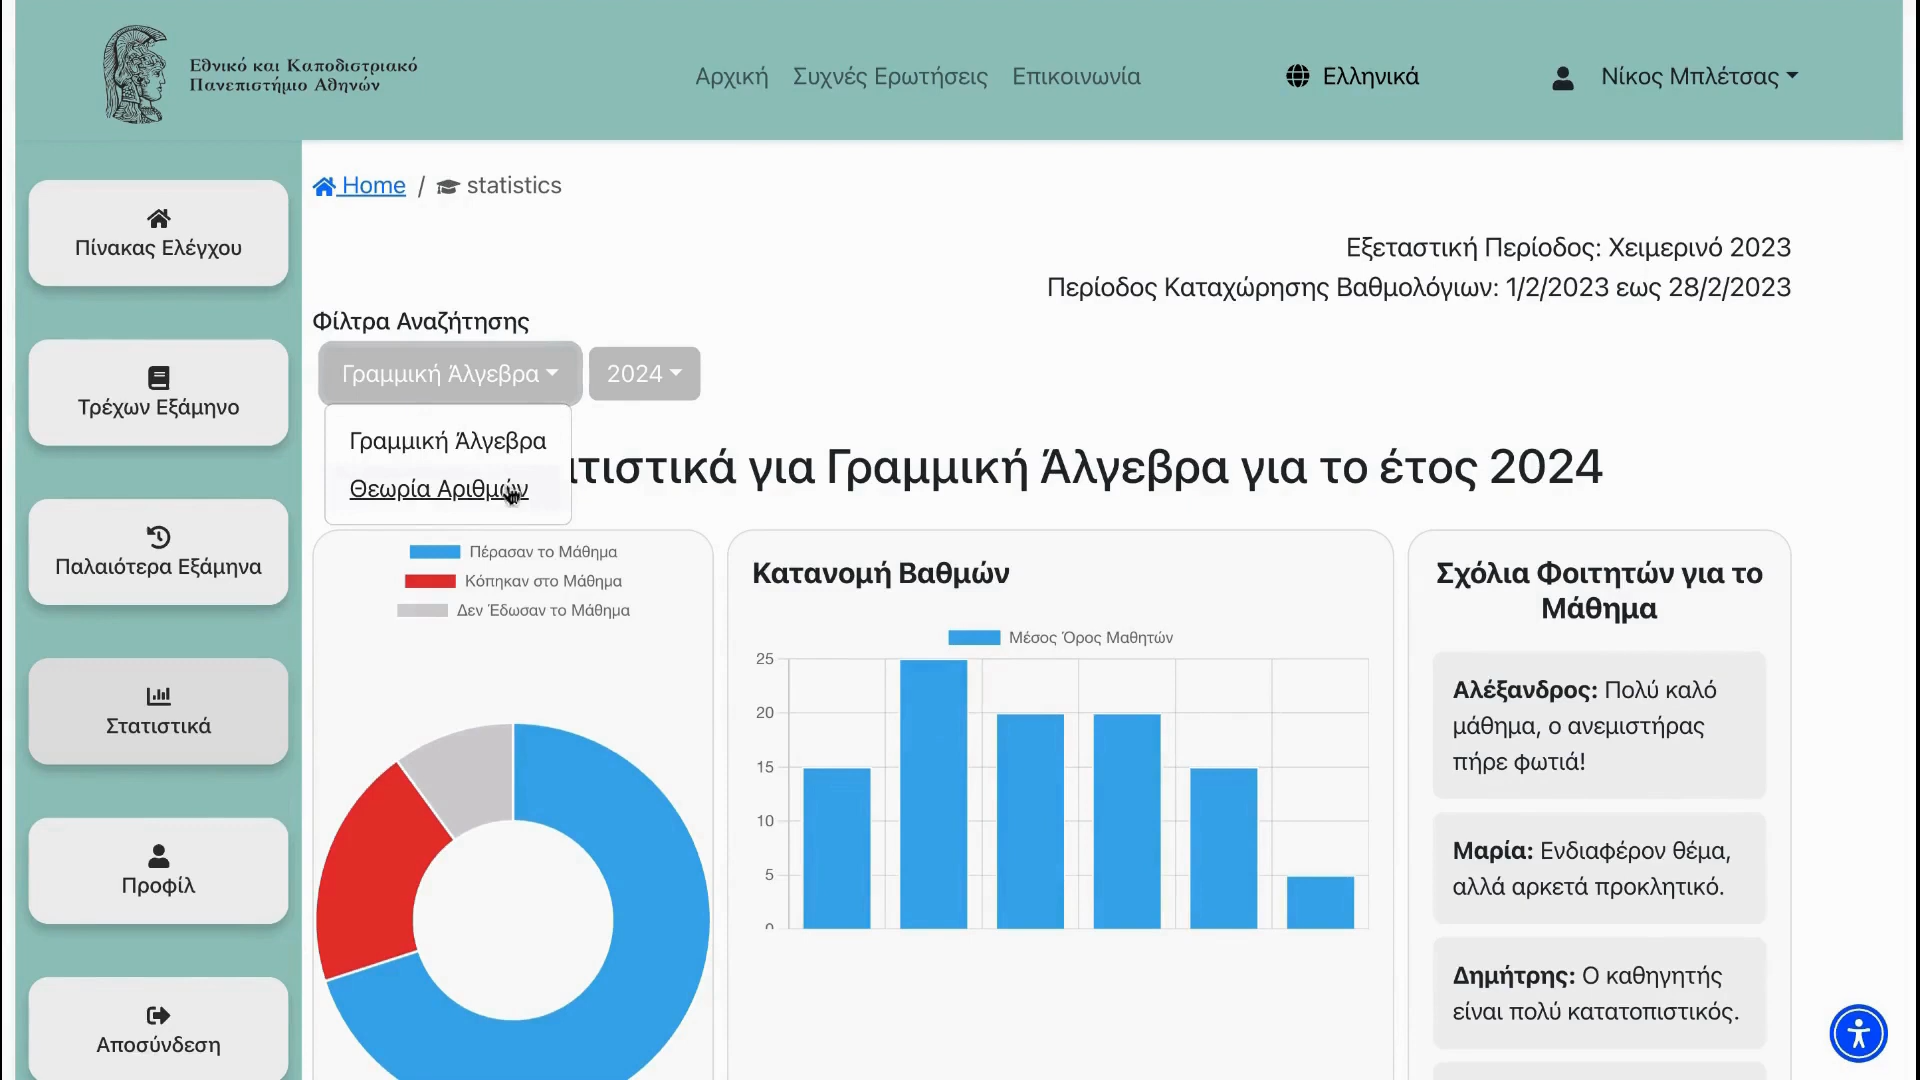 Εθνικό και Καποδιστριακό
Πανεπιστήμιο Αθηνών
Αρχική
Συχνές Ερωτήσεις
Επικοινωνία
Ελληνικά
Νίκος Μπλέτσας
Πίνακας Ελέγχου
Τρέχων Εξάμηνο
Παλαιότερα Εξάμηνα
Στατιστικά
Προφίλ
Αποσύνδεση
Home / statistics
Εξεταστική Περίοδος: Χειμερινό 2023
Περίοδος Καταχώρησης Βαθμολόγιων: 1/2/2023 εως 28/2/2023
Φίλτρα Αναζήτησης
Γραμμική Άλγεβρα
2024
Γραμμική Άλγεβρα
Θεωρία Αριθμών
τιστικά για Γραμμική Άλγεβρα για το έτος 2024
Πέρασαν το Μάθημα
Κόπηκαν στο Μάθημα
Δεν Έδωσαν το Μάθημα
Κατανομή Βαθμών
Μέσος Όρος Μαθητών
25
20
15
10
5
0
Σχόλια Φοιτητών για το
Μάθημα
Αλέξανδρος: Πολύ καλό
μάθημα, ο ανεμιστήρας
πήρε φωτιά!
Μαρία: Ενδιαφέρον θέμα,
αλλά αρκετά προκλητικό.
Δημήτρης: Ο καθηγητής
είναι πολύ κατατοπιστικός.